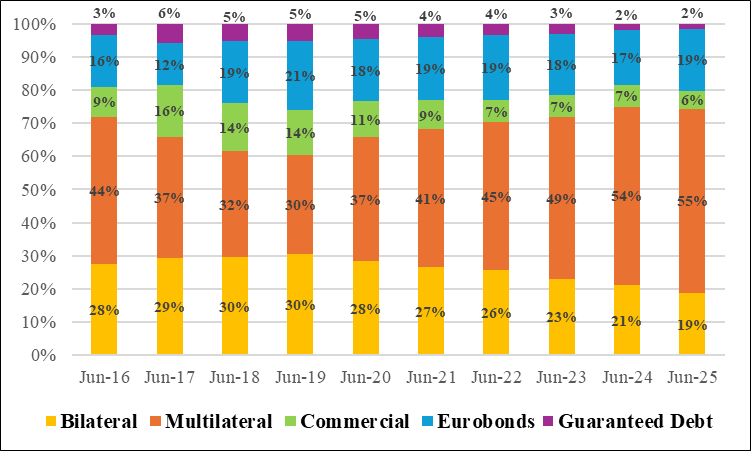 3% 6% 5% 5% 5% 4% 4% 3% 2% 2%
100%
90%
80%
70%
60%
50%
40%
30%
20%
10%
0%
16% 12% 19% 21% 18% 19% 19% 18% 17% 19%
9% 16% 14% 14% 11% 9% 7% 7% 7% 6%
44% 37% 32% 30% 37% 41% 45% 49% 54% 55%
28% 29% 30% 30% 28% 27% 26% 23% 21% 19%
Jun-16 Jun-17 Jun-18 Jun-19 Jun-20 Jun-21 Jun-22 Jun-23 Jun-24 Jun-25
Bilateral Multilateral Commercial Eurobonds Guaranteed Debt